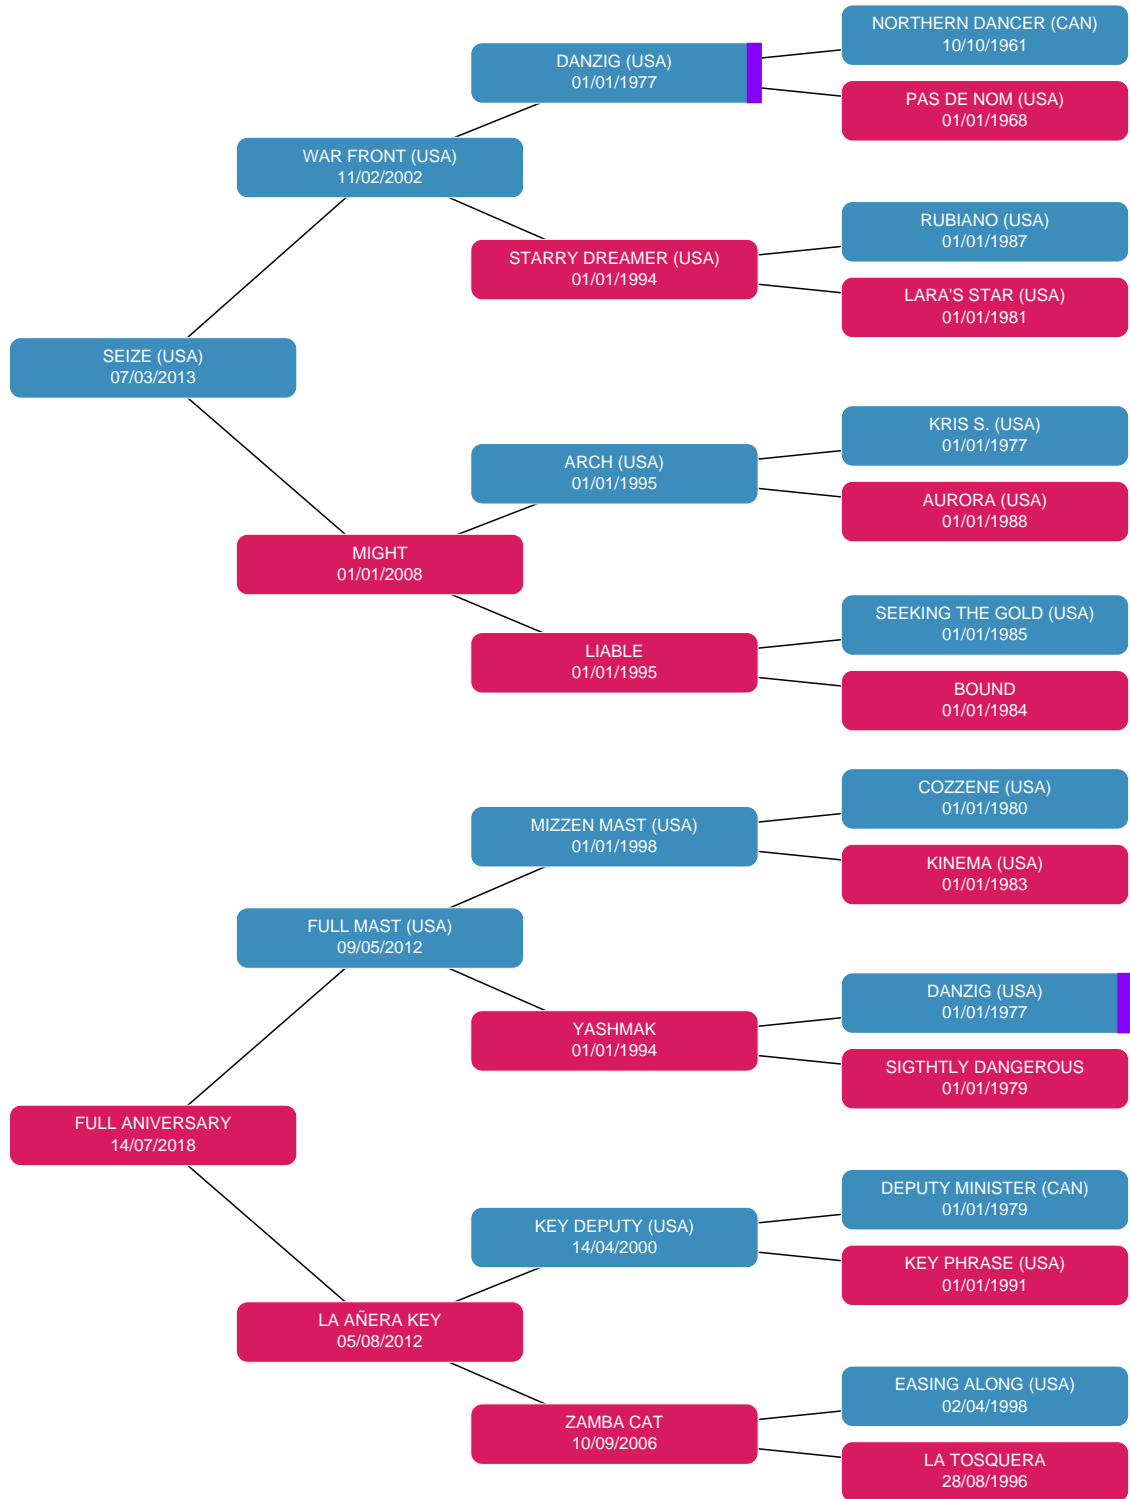 NORTHERN DANCER (CAN)
10/10/1961
DANZIG (USA)
01/01/1977
PAS DE NOM (USA)
01/01/1968
WAR FRONT (USA)
11/02/2002
RUBIANO (USA)
01/01/1987
STARRY DREAMER (USA)
01/01/1994
LARA'S STAR (USA)
01/01/1981
SEIZE (USA)
07/03/2013
KRIS S. (USA)
01/01/1977
ARCH (USA)
01/01/1995
AURORA (USA)
01/01/1988
MIGHT
01/01/2008
SEEKING THE GOLD (USA)
01/01/1985
LIABLE
01/01/1995
BOUND
01/01/1984
COZZENE (USA)
01/01/1980
MIZZEN MAST (USA)
01/01/1998
KINEMA (USA)
01/01/1983
FULL MAST (USA)
09/05/2012
DANZIG (USA)
01/01/1977
YASHMAK
01/01/1994
SIGTHTLY DANGEROUS
01/01/1979
FULL ANIVERSARY
14/07/2018
DEPUTY MINISTER (CAN)
01/01/1979
KEY DEPUTY (USA)
14/04/2000
KEY PHRASE (USA)
01/01/1991
LA AÑERA KEY
05/08/2012
EASING ALONG (USA)
02/04/1998
ZAMBA CAT
10/09/2006
LA TOSQUERA
28/08/1996